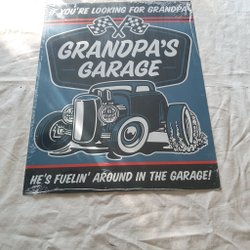 IF YOU'RE LOOKING FOR GRANDPA
GRANDPA'S
GARAGE
HE'S FUELIN' AROUND IN THE GARAGE!